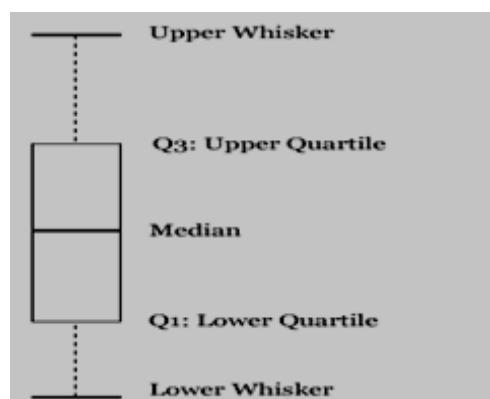 Upper Whisker
Q3: Upper Quartile
Median
Q1: Lower Quartile
Lower Whisker